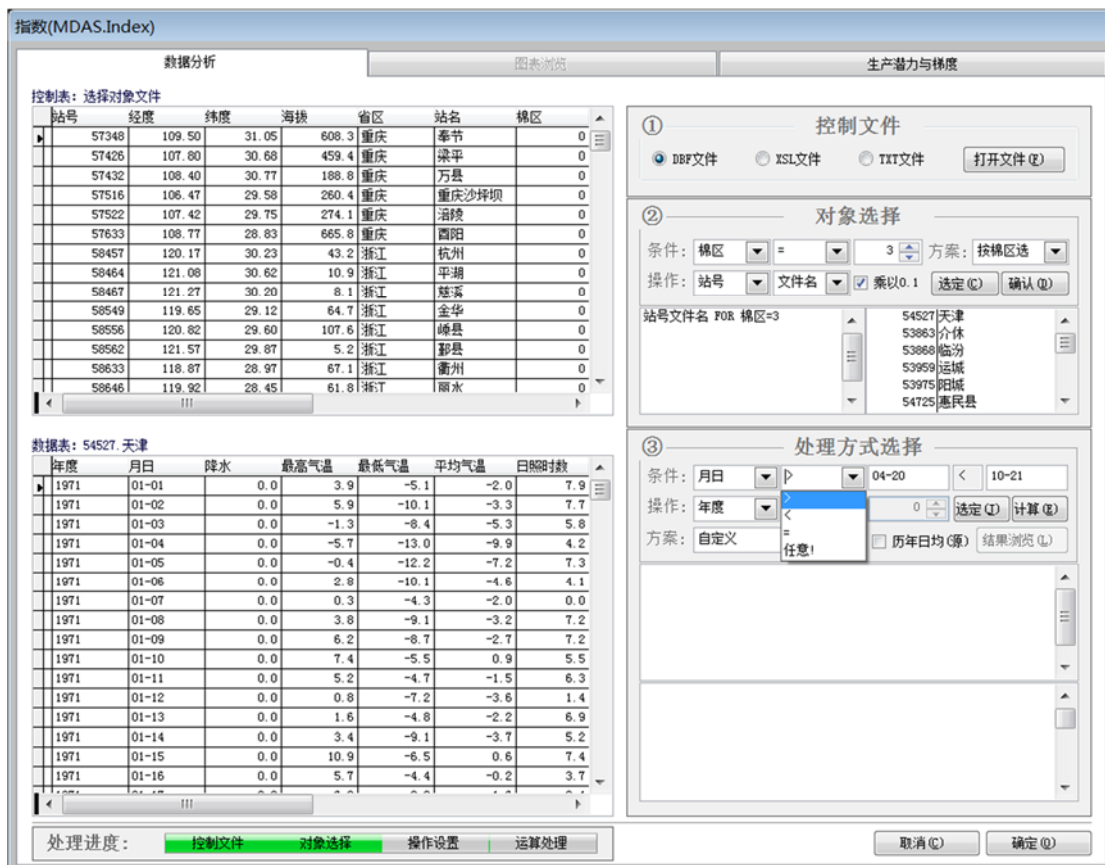 指数(MDAS.Index)
数据分析 图表浏览 生产潜力与梯度
控制表：选择对象文件
站号 经度 纬度 海拔 省区 站名 棉区
57348 109.50 31.05 608.3 重庆 奉节 0
57426 107.80 30.68 459.4 重庆 梁平 0
57432 108.40 30.77 188.8 重庆 万县 0
57516 106.47 29.58 260.4 重庆 重庆沙坪坝 0
57522 107.42 29.75 274.1 重庆 涪陵 0
57633 108.77 28.83 665.8 重庆 酉阳 0
58457 120.17 30.23 43.2 浙江 杭州 0
58464 121.08 30.62 10.9 浙江 平湖 0
58467 121.27 30.20 8.1 浙江 慈溪 0
58549 119.65 29.12 64.7 浙江 金华 0
58556 120.82 29.60 107.6 浙江 嵊县 0
58562 121.57 29.87 5.2 浙江 鄞县 0
58633 118.87 28.97 67.1 浙江 衢州 0
58646 119.92 28.45 61.8 浙江 丽水 0
① 控制文件
DBF文件 XSL文件 TXT文件 打开文件(F)
② 对象选择
条件: 棉区 = 3 方案: 按棉区选
操作: 站号 文件名 乘以0.1 选定(C) 确认(D)
站号文件名 FOR 棉区=3
54527 天津
53863 介休
53868 临汾
53959 运城
53975 阳城
54725 惠民县
数据表：54527.天津
年度 月日 降水 最高气温 最低气温 平均气温 日照时数
1971 01-01 0.0 3.9 -5.1 -2.0 7.9
1971 01-02 0.0 5.9 -10.1 -3.3 7.7
1971 01-03 0.0 -1.3 -8.4 -5.3 5.8
1971 01-04 0.0 -5.7 -13.0 -9.9 4.2
1971 01-05 0.0 -0.4 -12.2 -7.2 7.3
1971 01-06 0.0 2.8 -10.1 -4.6 4.1
1971 01-07 0.0 0.3 -4.3 -2.0 0.0
1971 01-08 0.0 3.8 -9.1 -3.2 7.2
1971 01-09 0.0 6.2 -8.7 -2.7 7.2
1971 01-10 0.0 7.4 -5.5 0.9 5.5
1971 01-11 0.0 5.2 -4.7 -1.5 6.3
1971 01-12 0.0 0.8 -7.2 -3.6 1.4
1971 01-13 0.0 1.6 -4.8 -2.2 6.9
1971 01-14 0.0 3.4 -9.1 -3.7 5.2
1971 01-15 0.0 10.9 -6.5 0.6 7.4
1971 01-16 0.0 5.7 -4.4 -0.2 3.7
③ 处理方式选择
条件: 月日 > 04-20 < 10-21
操作: 年度 0 选定(J) 计算(E)
方案: 自定义 历年日均(源) 结果浏览(L)
>
<
=
任意!
处理进度: 控制文件 对象选择 操作设置 运算处理
取消(C) 确定(O)